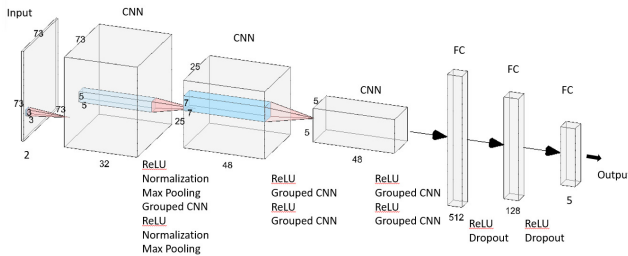 Input
CNN
CNN
CNN
FC
FC
FC
73
73
3
3
2
73
73
5
5
32
25
7
7
25
48
5
5
48
512
128
5
Output
ReLU
Normalization
Max Pooling
Grouped CNN
ReLU
Normalization
Max Pooling
ReLU
Grouped CNN
ReLU
Grouped CNN
ReLU
Grouped CNN
ReLU
Grouped CNN
ReLU
Dropout
ReLU
Dropout